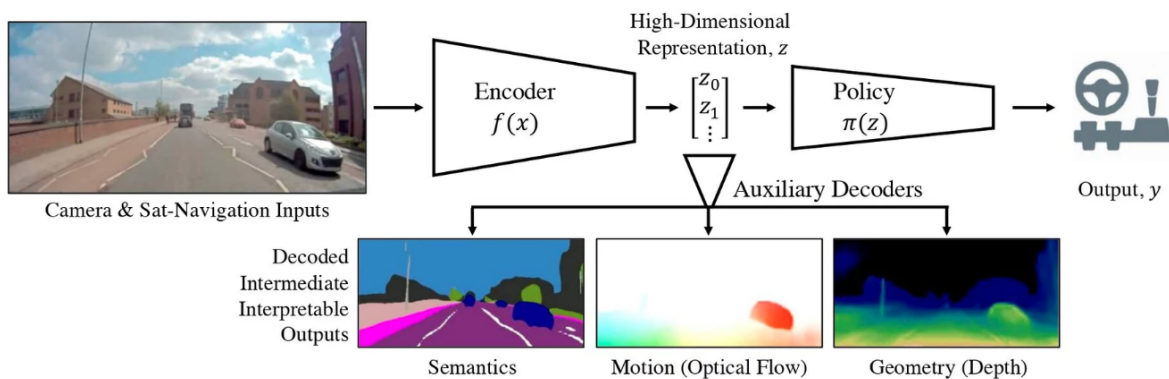 High-Dimensional
Representation, z
Encoder
f(x)
z₀
z₁
⋮
Policy
π(z)
Camera & Sat-Navigation Inputs
Auxiliary Decoders
Output, y
Decoded
Intermediate
Interpretable
Outputs
Semantics
Motion (Optical Flow)
Geometry (Depth)